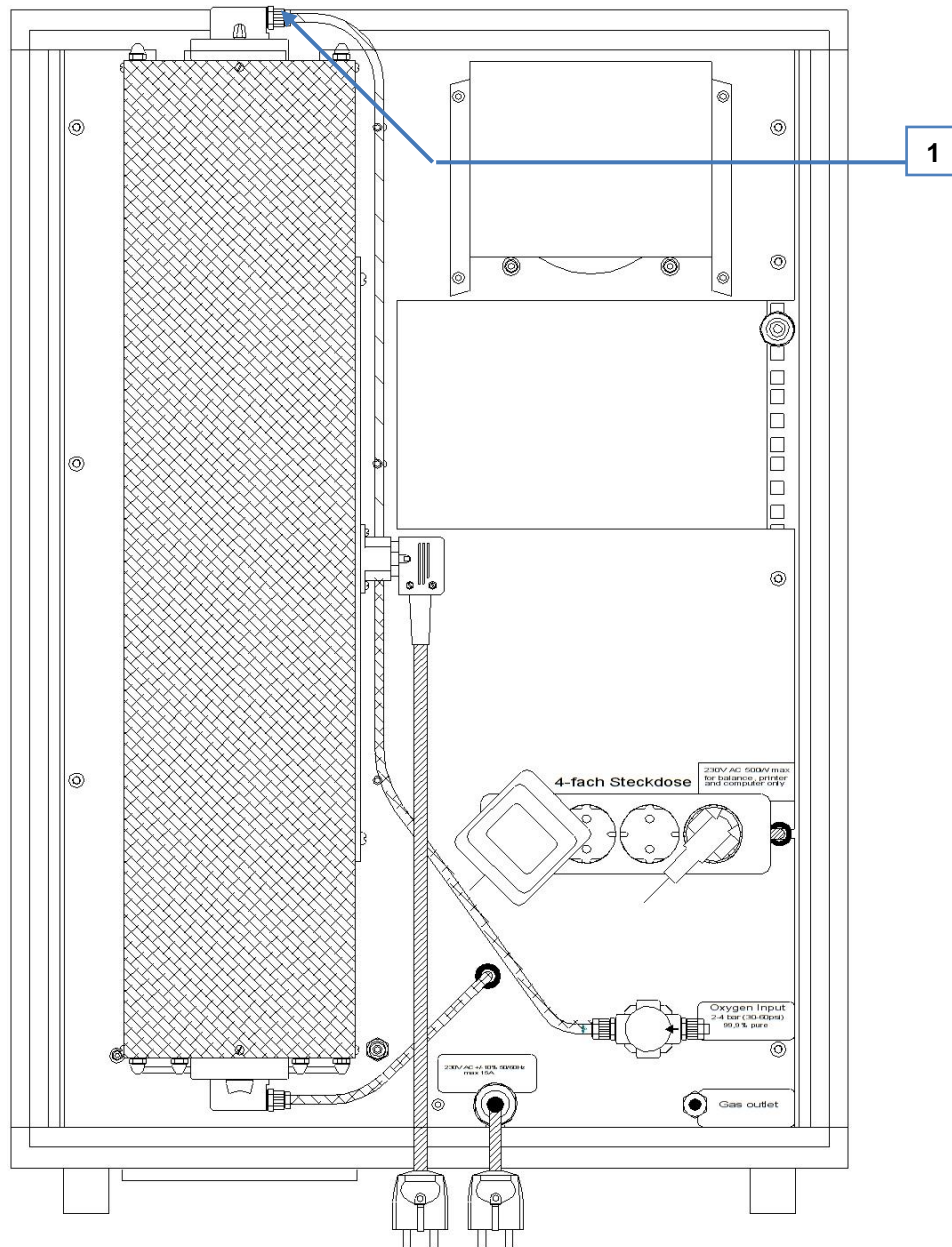 1
4-fach Steckdose
230V AC 500W max
for balance, printer
and computer only
Oxygen Input
2-4 bar (30-60psi)
99,9% pure
230V AC +/-10% 50/60Hz
max 16A
Gas outlet